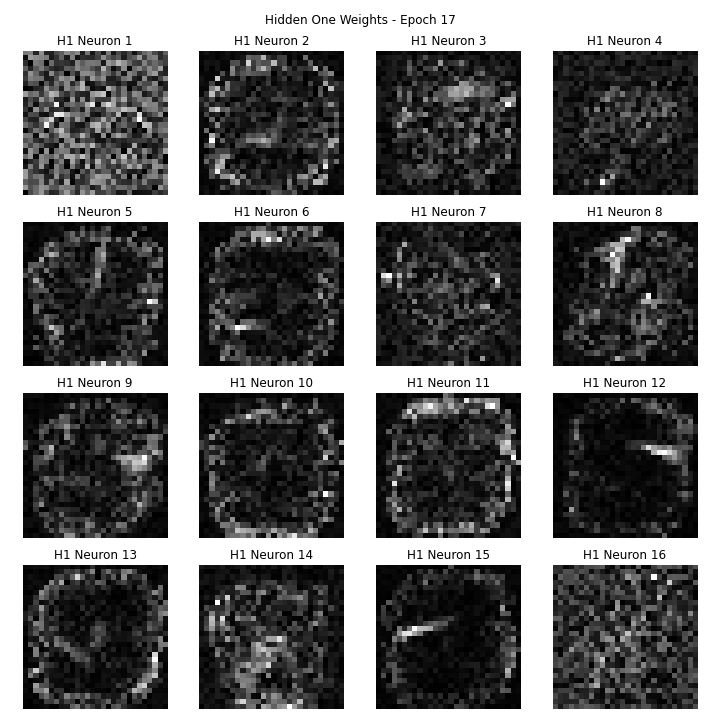 Hidden One Weights - Epoch 17
H1 Neuron 1 H1 Neuron 2 H1 Neuron 3 H1 Neuron 4
H1 Neuron 5 H1 Neuron 6 H1 Neuron 7 H1 Neuron 8
H1 Neuron 9 H1 Neuron 10 H1 Neuron 11 H1 Neuron 12
H1 Neuron 13 H1 Neuron 14 H1 Neuron 15 H1 Neuron 16